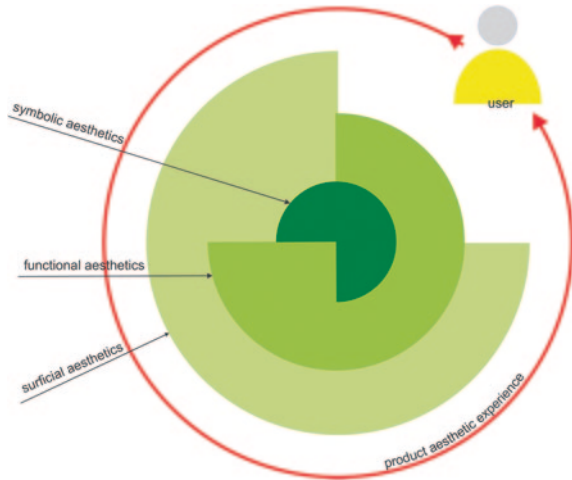 user
symbolic aesthetics
functional aesthetics
surficial aesthetics
product aesthetic experience